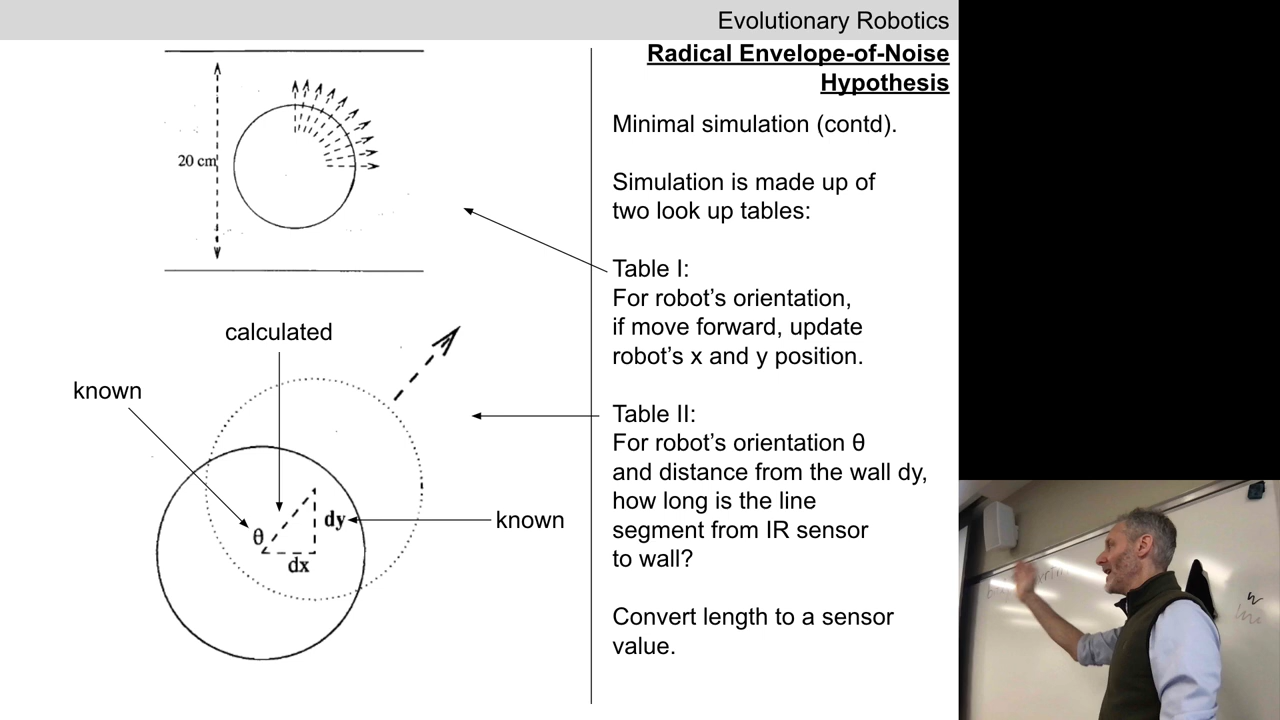 Evolutionary Robotics
Radical Envelope-of-Noise
Hypothesis
20 cm
Minimal simulation (contd).
Simulation is made up of
two look up tables:
Table I:
For robot’s orientation,
if move forward, update
robot’s x and y position.
calculated
known
Table II:
For robot’s orientation θ
and distance from the wall dy,
how long is the line
segment from IR sensor
to wall?
θ
dy
dx
known
Convert length to a sensor
value.